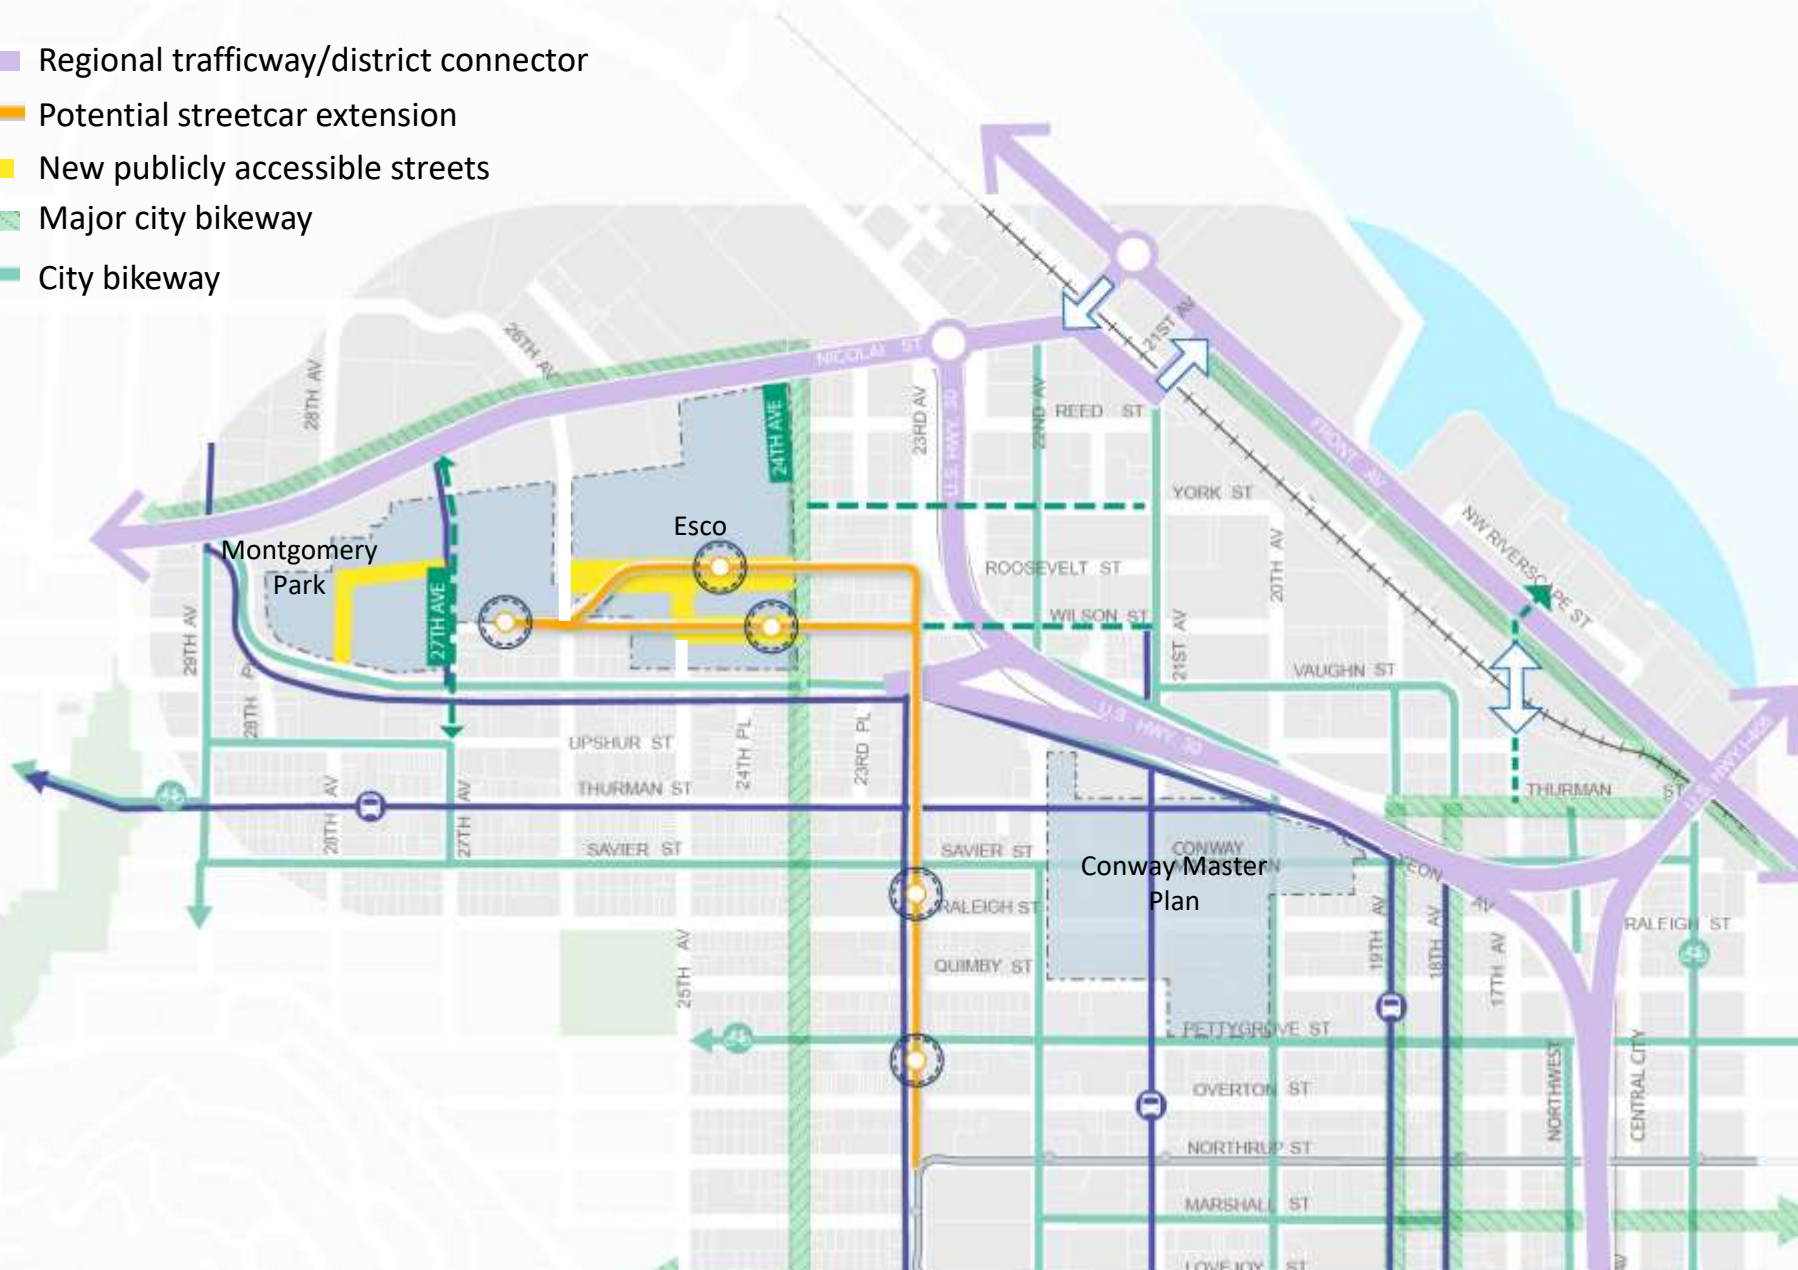 Regional trafficway/district connector
Potential streetcar extension
New publicly accessible streets
Major city bikeway
City bikeway
21ST AV
26TH AV
NICOLAI ST
28TH AV
24TH AVE
23RD AV
U.S. HWY. 30
22ND AV
REED ST
FRONT AV
YORK ST
NW RIVERSCAPE ST
Esco
Montgomery
Park
ROOSEVELT ST
20TH AV
27TH AVE
29TH AV
WILSON ST
21ST AV
VAUGHN ST
28TH PL
U.S HWY. 30
UPSHUR ST
24TH PL
23RD PL
HWY I-405
THURMAN ST
THURMAN ST
28TH AV
27TH AV
SAVIER ST
SAVIER ST
CONWAY
Conway Master
Plan
RALEIGH ST
RALEIGH ST
25TH AV
QUIMBY ST
19TH AV
18TH AV
17TH AV
AV
PETTYGROVE ST
OVERTON ST
NORTHWEST
CENTRAL CITY
NORTHRUP ST
MARSHALL ST
LOVEJOY ST